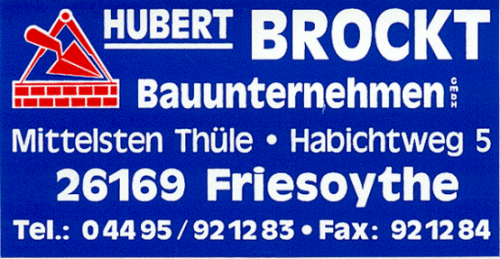 HUBERT BROCKT
Bauunternehmen GmbH
Mittelsten Thüle • Habichtweg 5
26169 Friesoythe
Tel.: 04495/921283 • Fax: 921284